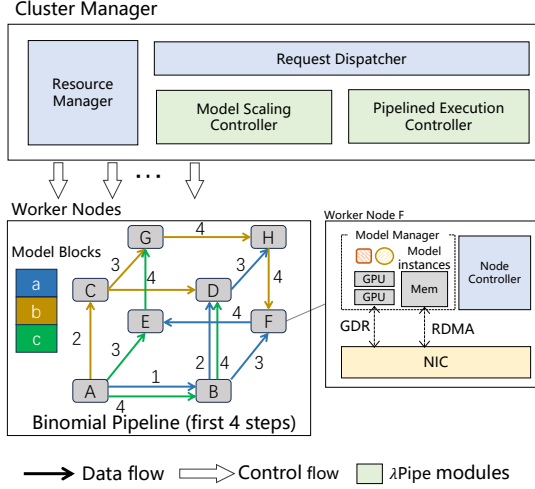 Cluster Manager
Resource
Manager
Request Dispatcher
Model Scaling
Controller
Pipelined Execution
Controller
...
Worker Nodes
Model Blocks
a
b
c
G
4
H
3
4
3
4
C
D
E
4
F
2
3
2
4
3
A
1
4
B
Binomial Pipeline (first 4 steps)
Worker Node F
Model Manager
Model
instances
GPU
GPU
Mem
Node
Controller
GDR
RDMA
NIC
Data flow
Control flow
λPipe modules